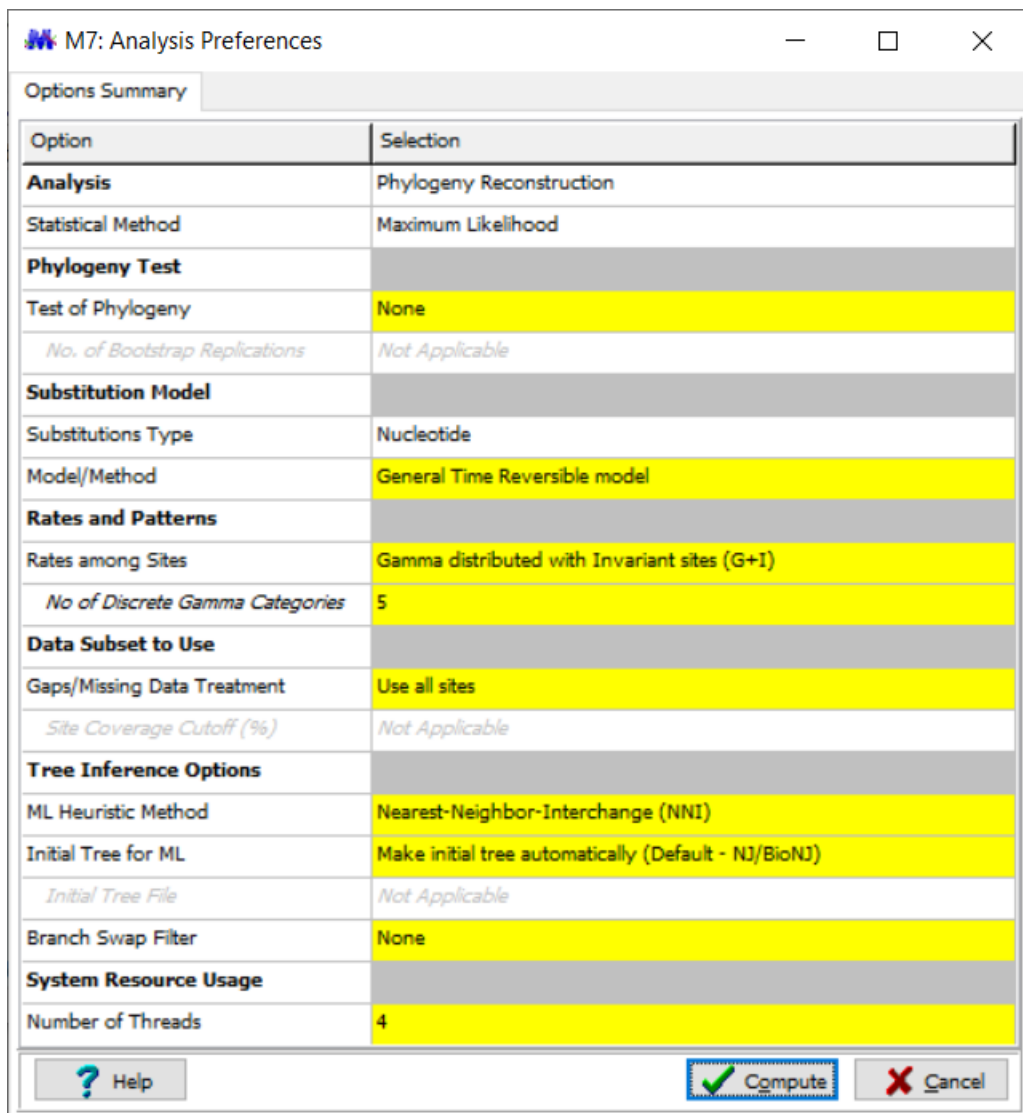 M7: Analysis Preferences
Options Summary
Option Selection
Analysis Phylogeny Reconstruction
Statistical Method Maximum Likelihood
Phylogeny Test
Test of Phylogeny None
No. of Bootstrap Replications Not Applicable
Substitution Model
Substitutions Type Nucleotide
Model/Method General Time Reversible model
Rates and Patterns
Rates among Sites Gamma distributed with Invariant sites (G+I)
No of Discrete Gamma Categories 5
Data Subset to Use
Gaps/Missing Data Treatment Use all sites
Site Coverage Cutoff (%) Not Applicable
Tree Inference Options
ML Heuristic Method Nearest-Neighbor-Interchange (NNI)
Initial Tree for ML Make initial tree automatically (Default - NJ/BioNJ)
Initial Tree File Not Applicable
Branch Swap Filter None
System Resource Usage
Number of Threads 4
Help Compute Cancel